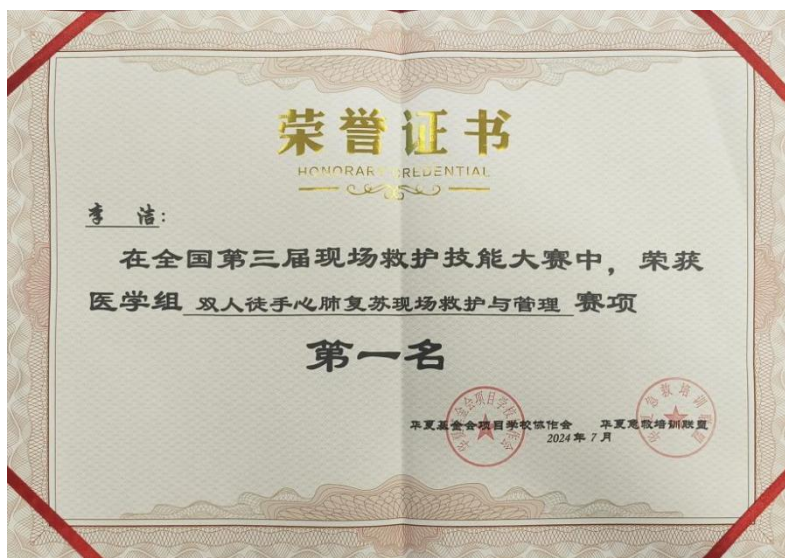 荣誉证书
HONORARY CREDENTIAL
李 洁:
在全国第三届现场救护技能大赛中，荣获
医学组 双人徒手心肺复苏现场救护与管理 赛项
第一名
华夏基金会项目学校协作会 华夏急救培训联盟
2024年7月